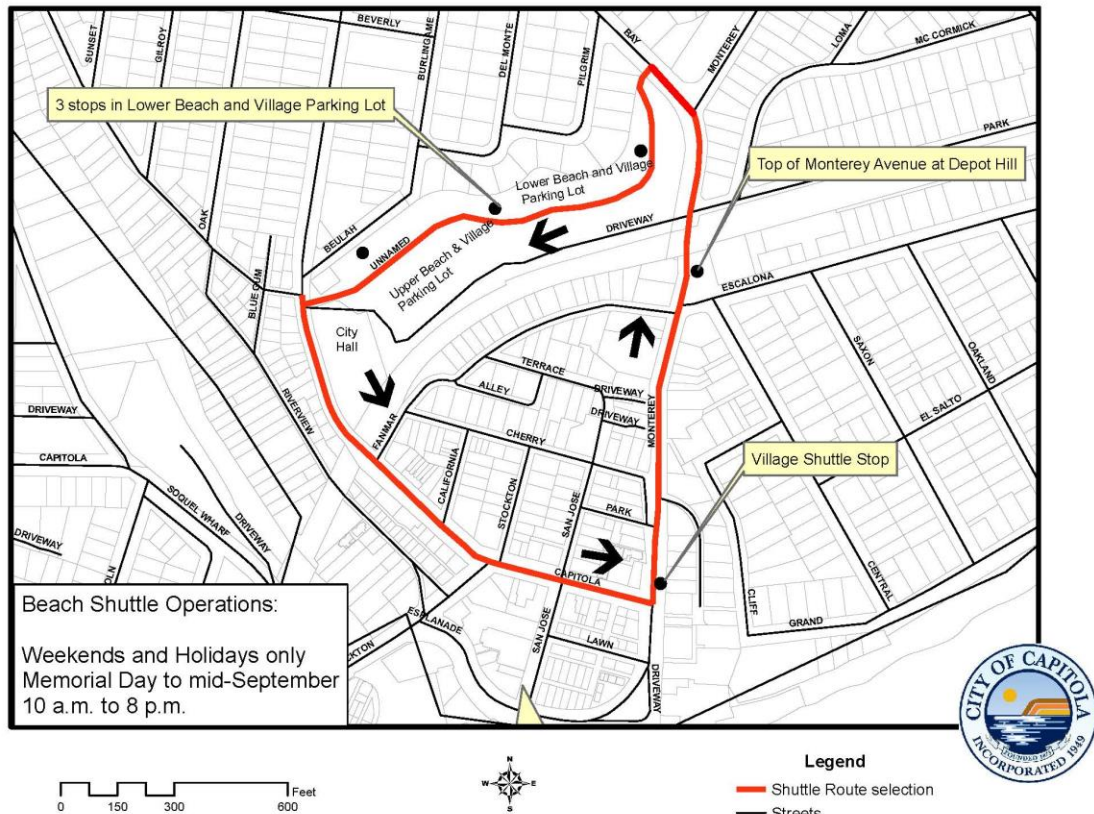 BEVERLY
SUNSET
GILROY
BURLINGAME
DEL MONTE
PILGRIM
BAY
MONTEREY
LOMA
MC CORMICK
3 stops in Lower Beach and Village Parking Lot
PARK
Top of Monterey Avenue at Depot Hill
Lower Beach and Village
Parking Lot
DRIVEWAY
OAK
BEULAH
UNNAMED
Upper Beach & Village
Parking Lot
ESCALONA
BLUE GUM
City
Hall
SAXON
OAKLAND
TERRACE
ALLEY
DRIVEWAY
DRIVEWAY
MONTEREY
EL SALTO
RIVERVIEW
DRIVEWAY
FANMAR
CHERRY
CALIFORNIA
STOCKTON
SAN JOSE
Village Shuttle Stop
CAPITOLA
SOQUEL WHARF
DRIVEWAY
PARK
DRIVEWAY
OLN
CAPITOLA
CENTRAL
CLIFF
GRAND
Beach Shuttle Operations:
Weekends and Holidays only
Memorial Day to mid-September
10 a.m. to 8 p.m.
ESPLANADE
CKTON
SAN JOSE
LAWN
DRIVEWAY
CITY OF CAPITOLA
FOUNDED 1874
INCORPORATED 1949
N
W E
S
Legend
Shuttle Route selection
Streets
Feet
0 150 300 600